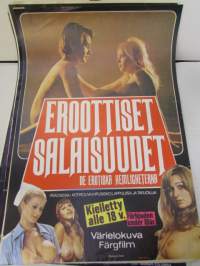 EROOTTISET
SALAISUUDET
DE EROTISKA HEMLIGHETERNA
Kielletty
alle 18 v.
Förbjuden
under 18 år
Värielokuva
Färgfilm